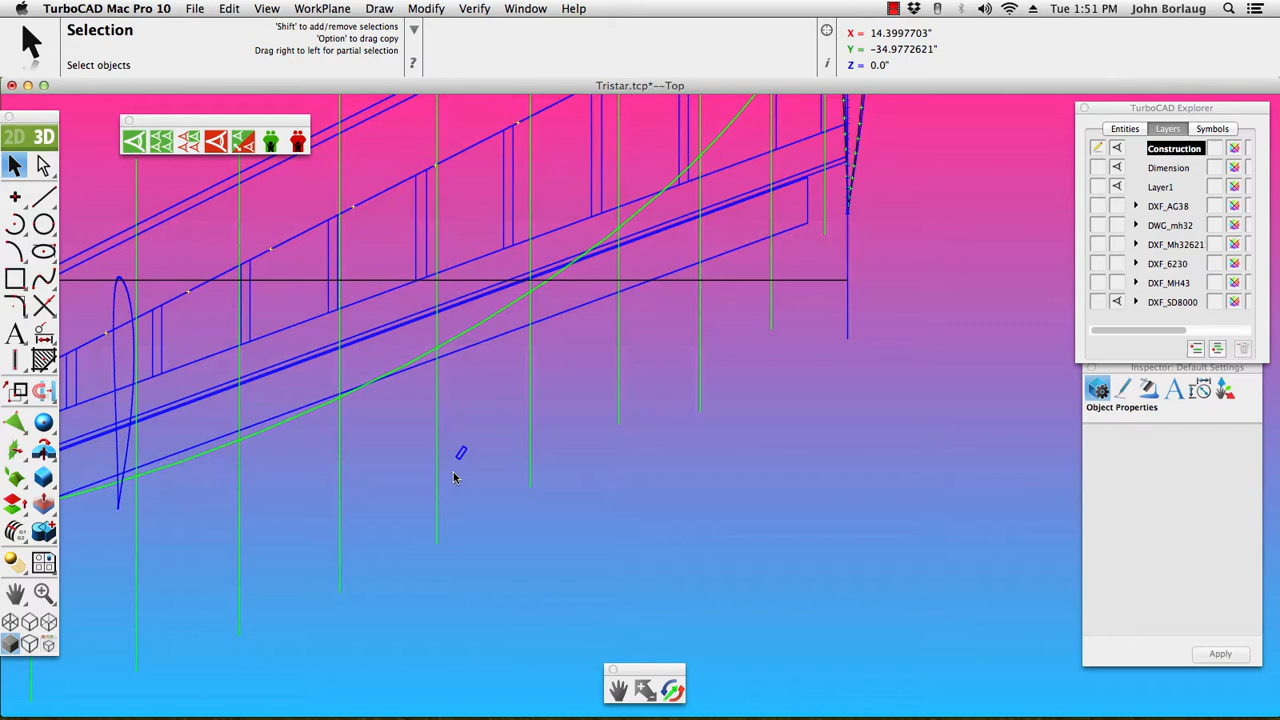 TurboCAD Mac Pro 10 File Edit View WorkPlane Draw Modify Verify Window Help Tue 1:51 PM John Borlaug
Selection
'Shift' to add/remove selections
'Option' to drag copy
Drag right to left for partial selection
Select objects
?
i
X = 14.3997703"
Y = -34.9772621"
Z = 0.0"
Tristar.tcp*--Top
2D 3D
A
G1
G2
TurboCAD Explorer
Entities Layers Symbols
Construction
Dimension
Layer1
DXF_AG38
DWG_mh32
DXF_Mh32621
DXF_6230
DXF_MH43
DXF_SD8000
Inspector: Default Settings
A
Object Properties
Apply